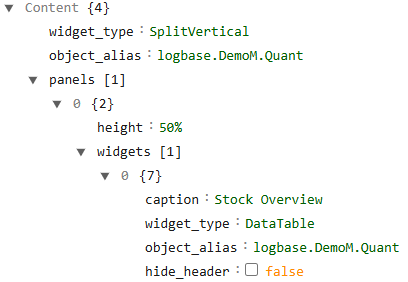 Content {4}
widget_type : SplitVertical
object_alias : logbase.DemoM.Quant
panels [1]
0 {2}
height : 50%
widgets [1]
0 {7}
caption : Stock Overview
widget_type : DataTable
object_alias : logbase.DemoM.Quant
hide_header : false